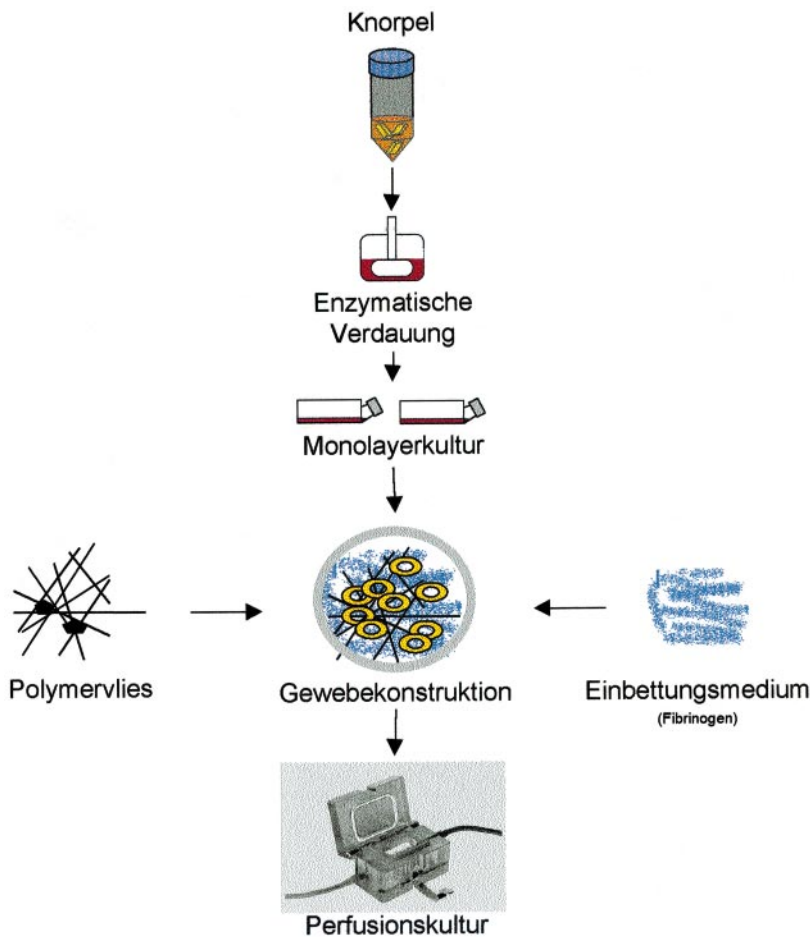 Knorpel
Enzymatische
Verdauung
Monolayerkultur
Polymervlies
Gewebekonstruktion
Einbettungsmedium
(Fibrinogen)
Perfusionskultur